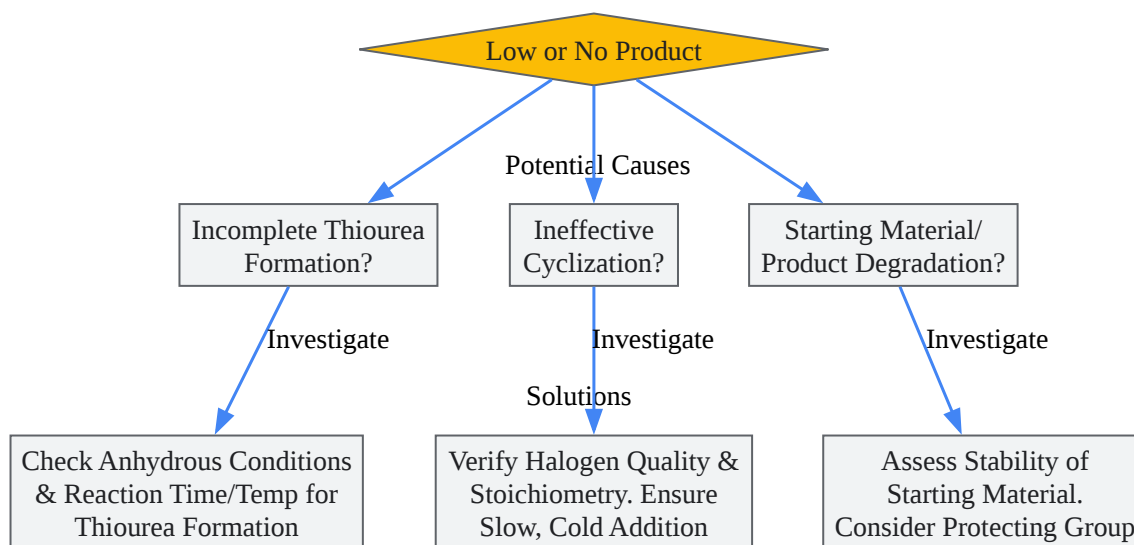 Low or No Product
Potential Causes
Incomplete Thiourea
Formation?
Ineffective
Cyclization?
Starting Material/
Product Degradation?
Investigate
Investigate
Investigate
Solutions
Check Anhydrous Conditions
& Reaction Time/Temp for
Thiourea Formation
Verify Halogen Quality &
Stoichiometry. Ensure
Slow, Cold Addition
Assess Stability of
Starting Material.
Consider Protecting Group